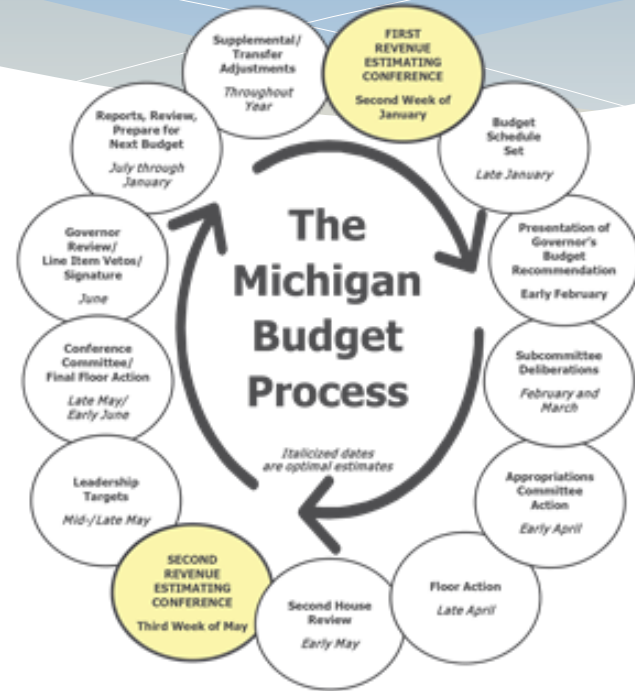 The
Michigan
Budget
Process
Italicized dates
are optimal estimates
FIRST
REVENUE
ESTIMATING
CONFERENCE
Second Week of
January
Budget
Schedule
Set
Late January
Presentation of
Governor's
Budget
Recommendation
Early February
Subcommittee
Deliberations
February and
March
Appropriations
Committee
Action
Early April
Floor Action
Late April
Second House
Review
Early May
SECOND
REVENUE
ESTIMATING
CONFERENCE
Third Week of May
Leadership
Targets
Mid-/Late May
Conference
Committee/
Final Floor Action
Late May/
Early June
Governor
Review/
Line Item Vetos/
Signature
June
Reports, Review,
Prepare for
Next Budget
July through
January
Supplemental/
Transfer
Adjustments
Throughout
Year